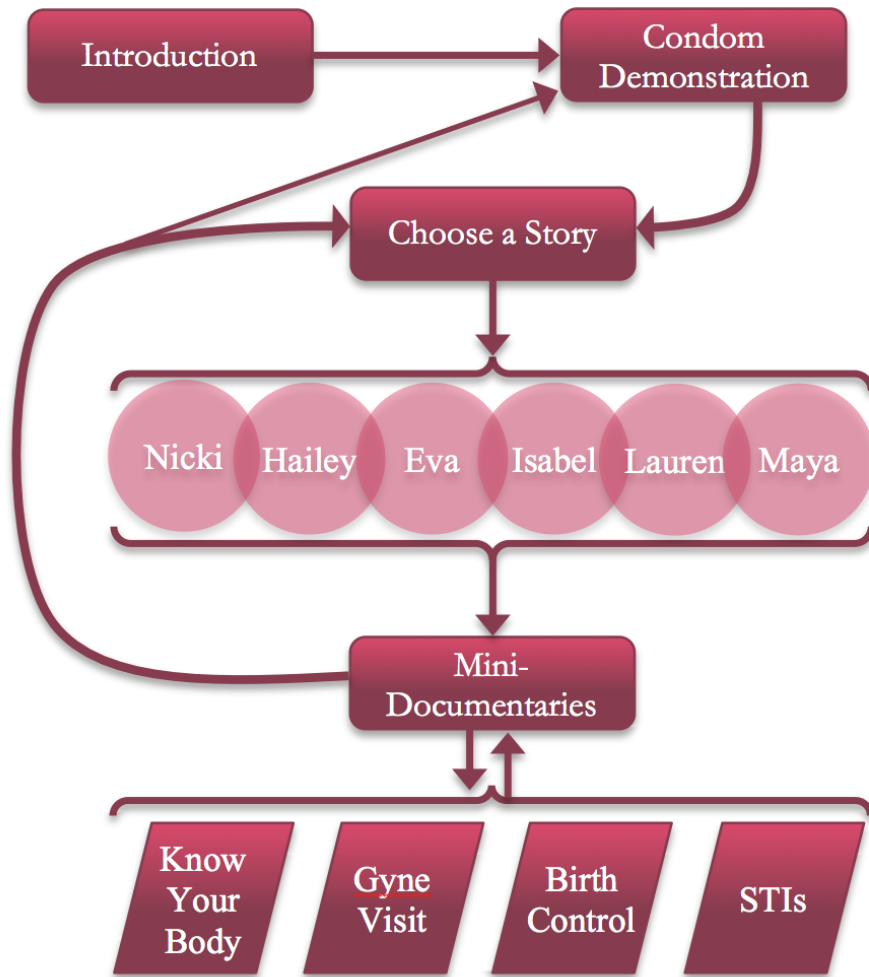 Introduction
Condom
Demonstration
Choose a Story
Nicki
Hailey
Eva
Isabel
Lauren
Maya
Mini-
Documentaries
Know
Your
Body
Gyne
Visit
Birth
Control
STIs